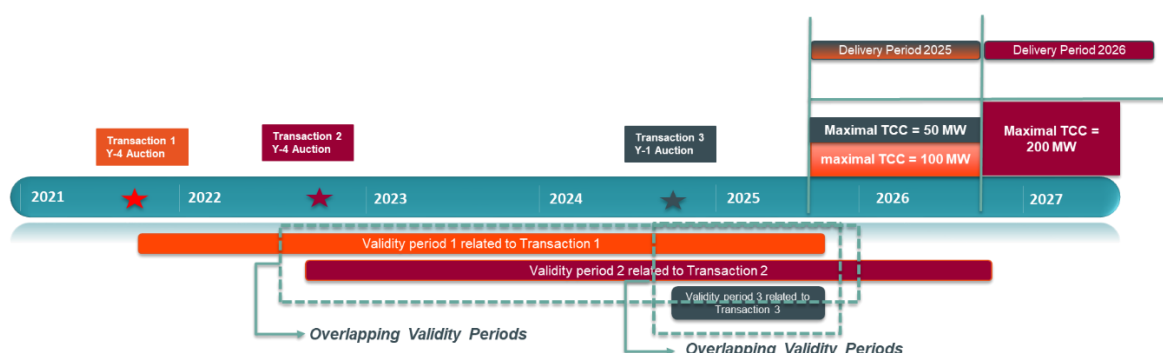 Delivery Period 2025
Delivery Period 2026
Transaction 1
Y-4 Auction
Transaction 2
Y-4 Auction
Transaction 3
Y-1 Auction
Maximal TCC = 50 MW
maximal TCC = 100 MW
Maximal TCC =
200 MW
2021
2022
2023
2024
2025
2026
2027
Validity period 1 related to Transaction 1
Validity period 2 related to Transaction 2
Validity period 3 related to
Transaction 3
Overlapping Validity Periods
Overlapping Validity Periods